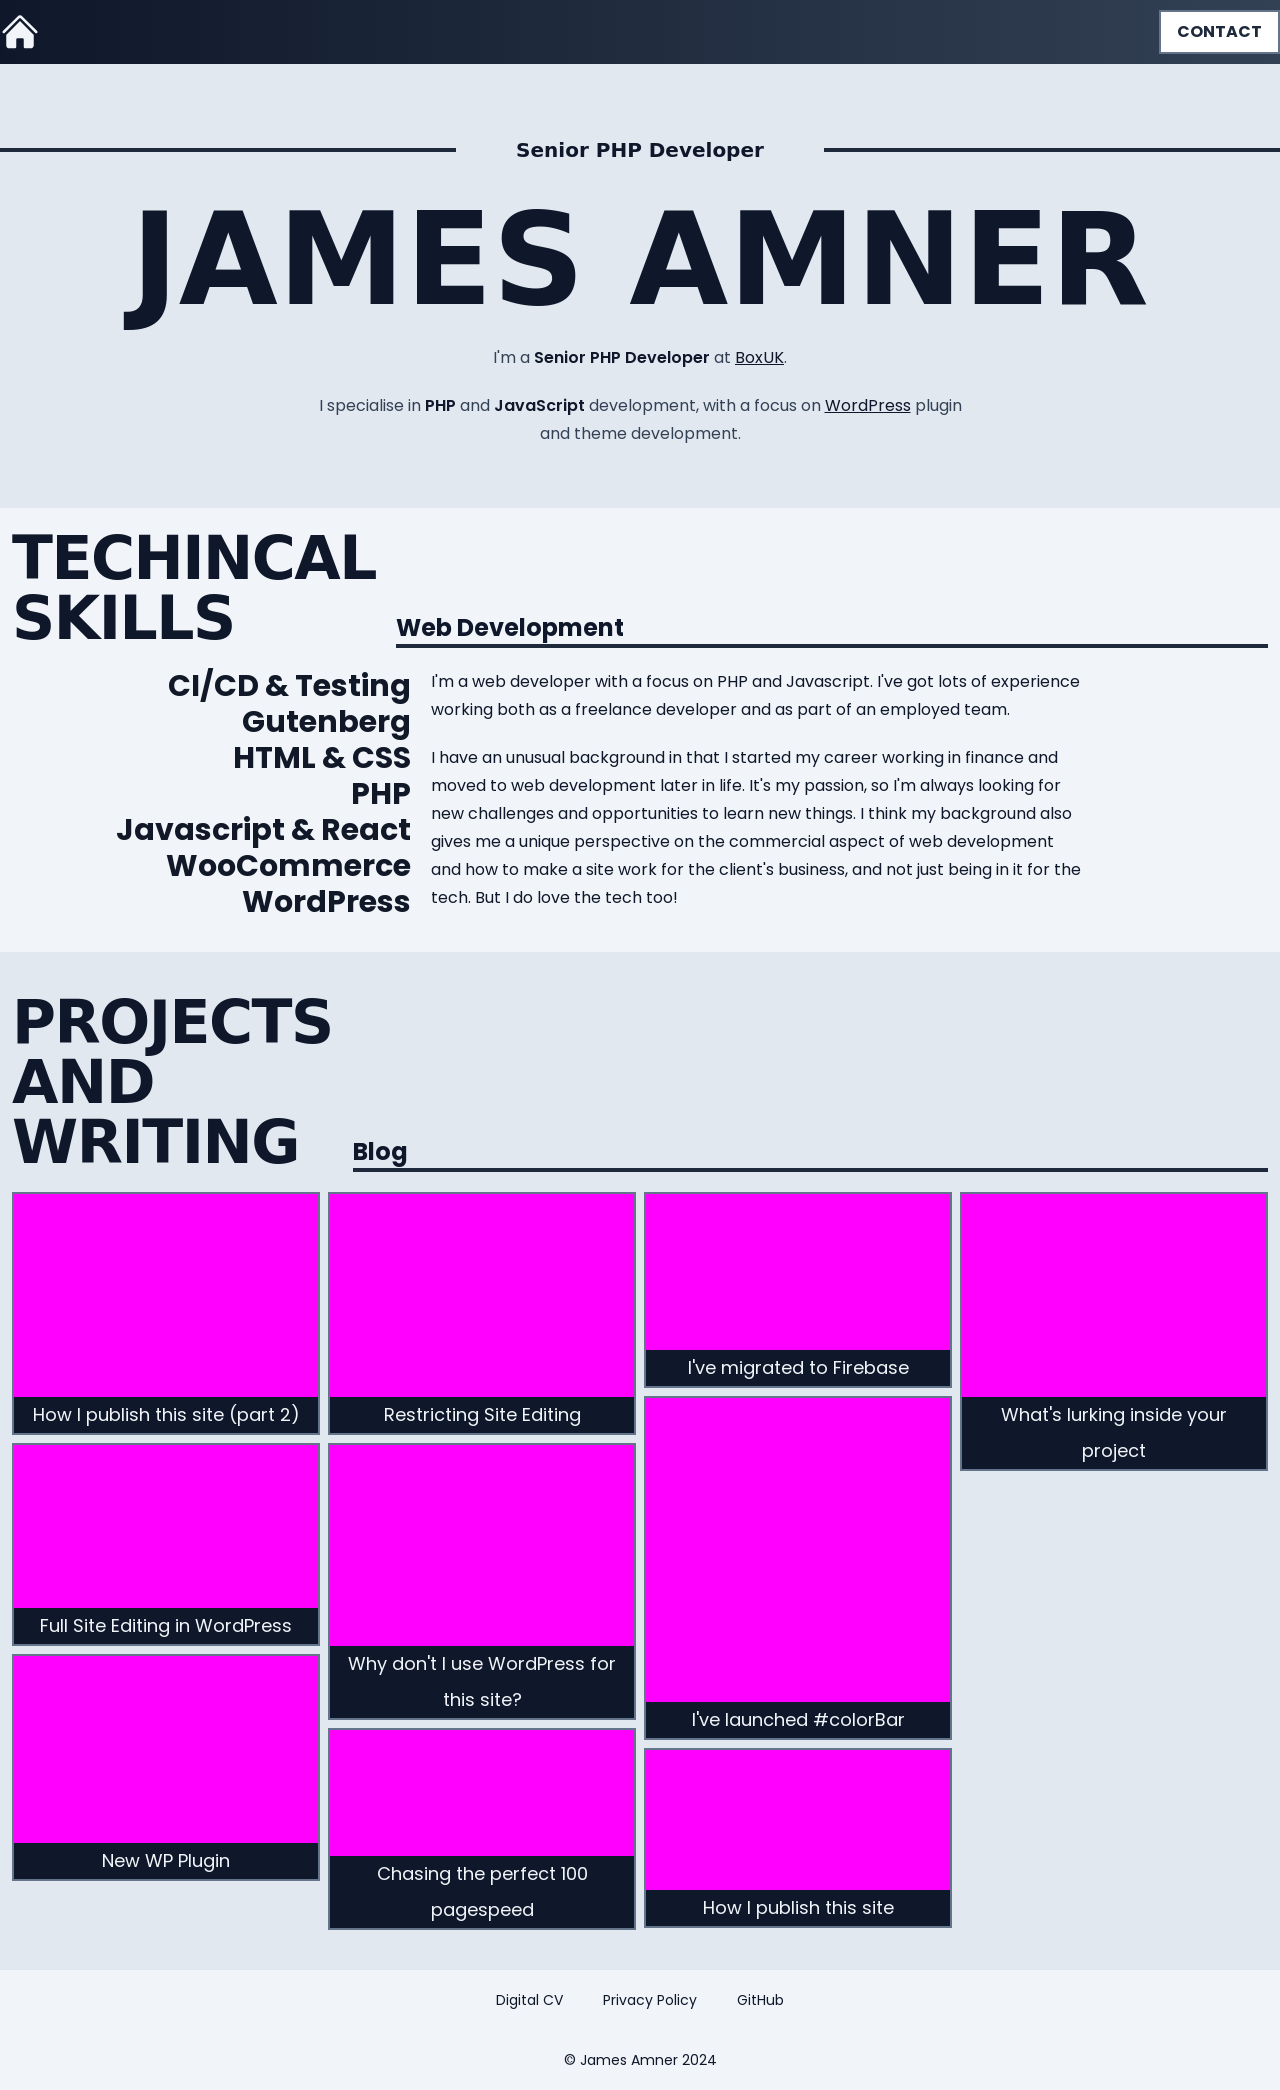 CONTACT
Senior PHP Developer
JAMES AMNER
I'm a Senior PHP Developer at BoxUK.
I specialise in PHP and JavaScript development, with a focus on WordPress plugin
and theme development.
TECHINCAL
SKILLS
Web Development
CI/CD & Testing
Gutenberg
HTML & CSS
PHP
Javascript & React
WooCommerce
WordPress
I'm a web developer with a focus on PHP and Javascript. I've got lots of experience
working both as a freelance developer and as part of an employed team.
I have an unusual background in that I started my career working in finance and
moved to web development later in life. It's my passion, so I'm always looking for
new challenges and opportunities to learn new things. I think my background also
gives me a unique perspective on the commercial aspect of web development
and how to make a site work for the client's business, and not just being in it for the
tech. But I do love the tech too!
PROJECTS
AND
WRITING
Blog
How I publish this site (part 2)
Full Site Editing in WordPress
New WP Plugin
Restricting Site Editing
Why don't I use WordPress for
this site?
Chasing the perfect 100
pagespeed
I've migrated to Firebase
I've launched #colorBar
How I publish this site
What's lurking inside your
project
Digital CV
Privacy Policy
GitHub
© James Amner 2024